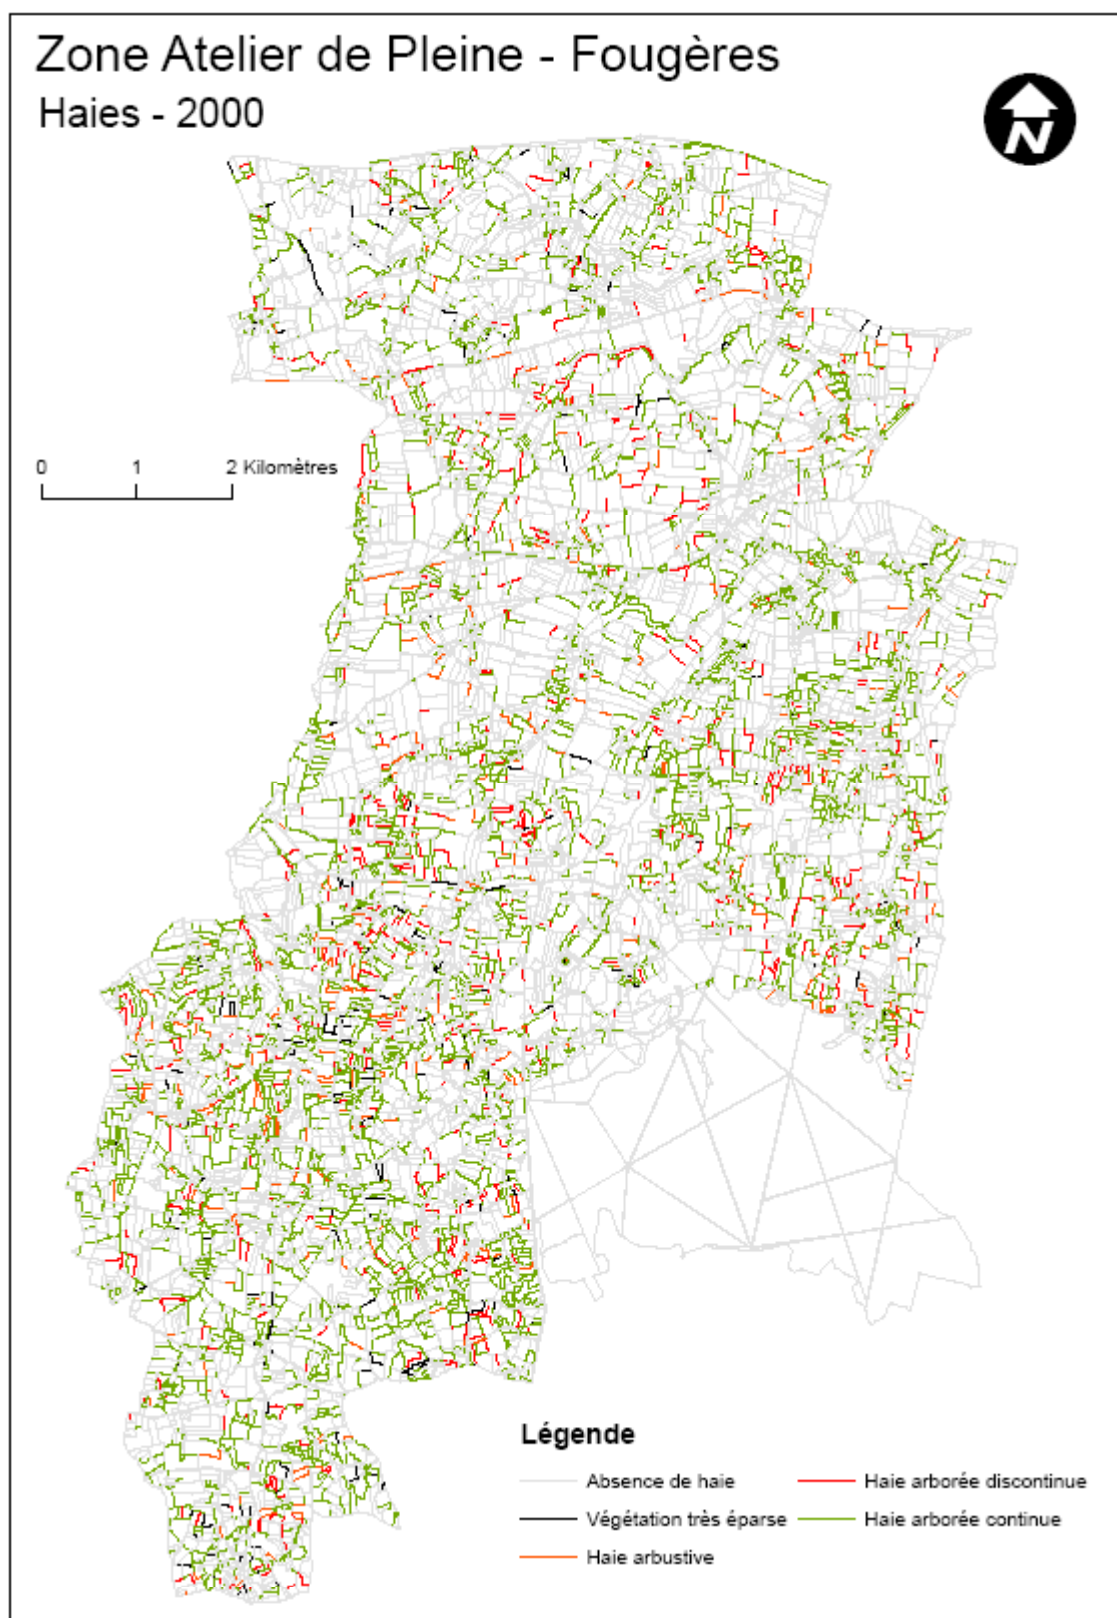 Zone Atelier de Pleine - Fougères
Haies - 2000
N
0 1 2 Kilomètres
Légende
Absence de haie
Végétation très éparse
Haie arbustive
Haie arborée discontinue
Haie arborée continue